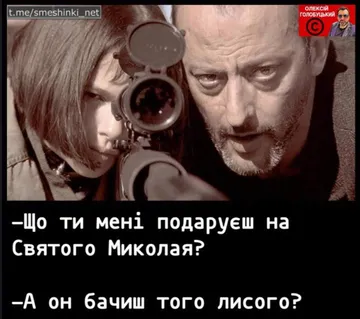 t.me/smeshinki_net
ОЛЕКСІЙ
ГОЛОБУЦЬКИЙ
©
–Що ти мені подаруєш на
Святого Миколая?
–А он бачиш того лисого?